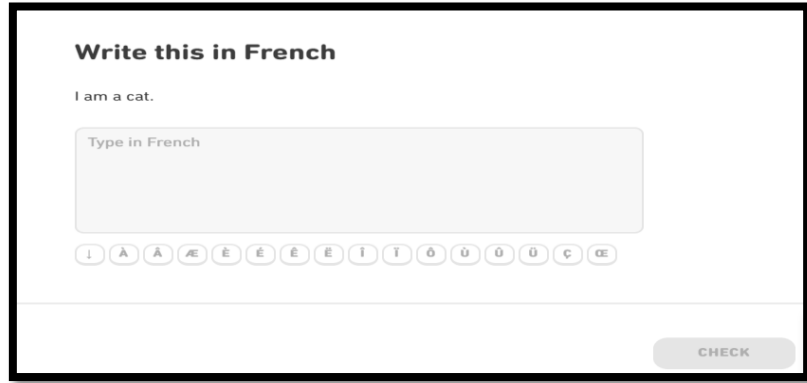 Write this in French
I am a cat.
Type in French
↓ À Â Æ È É Ê Ë Î Ï Ô Ù Û Ü Ç Œ
CHECK